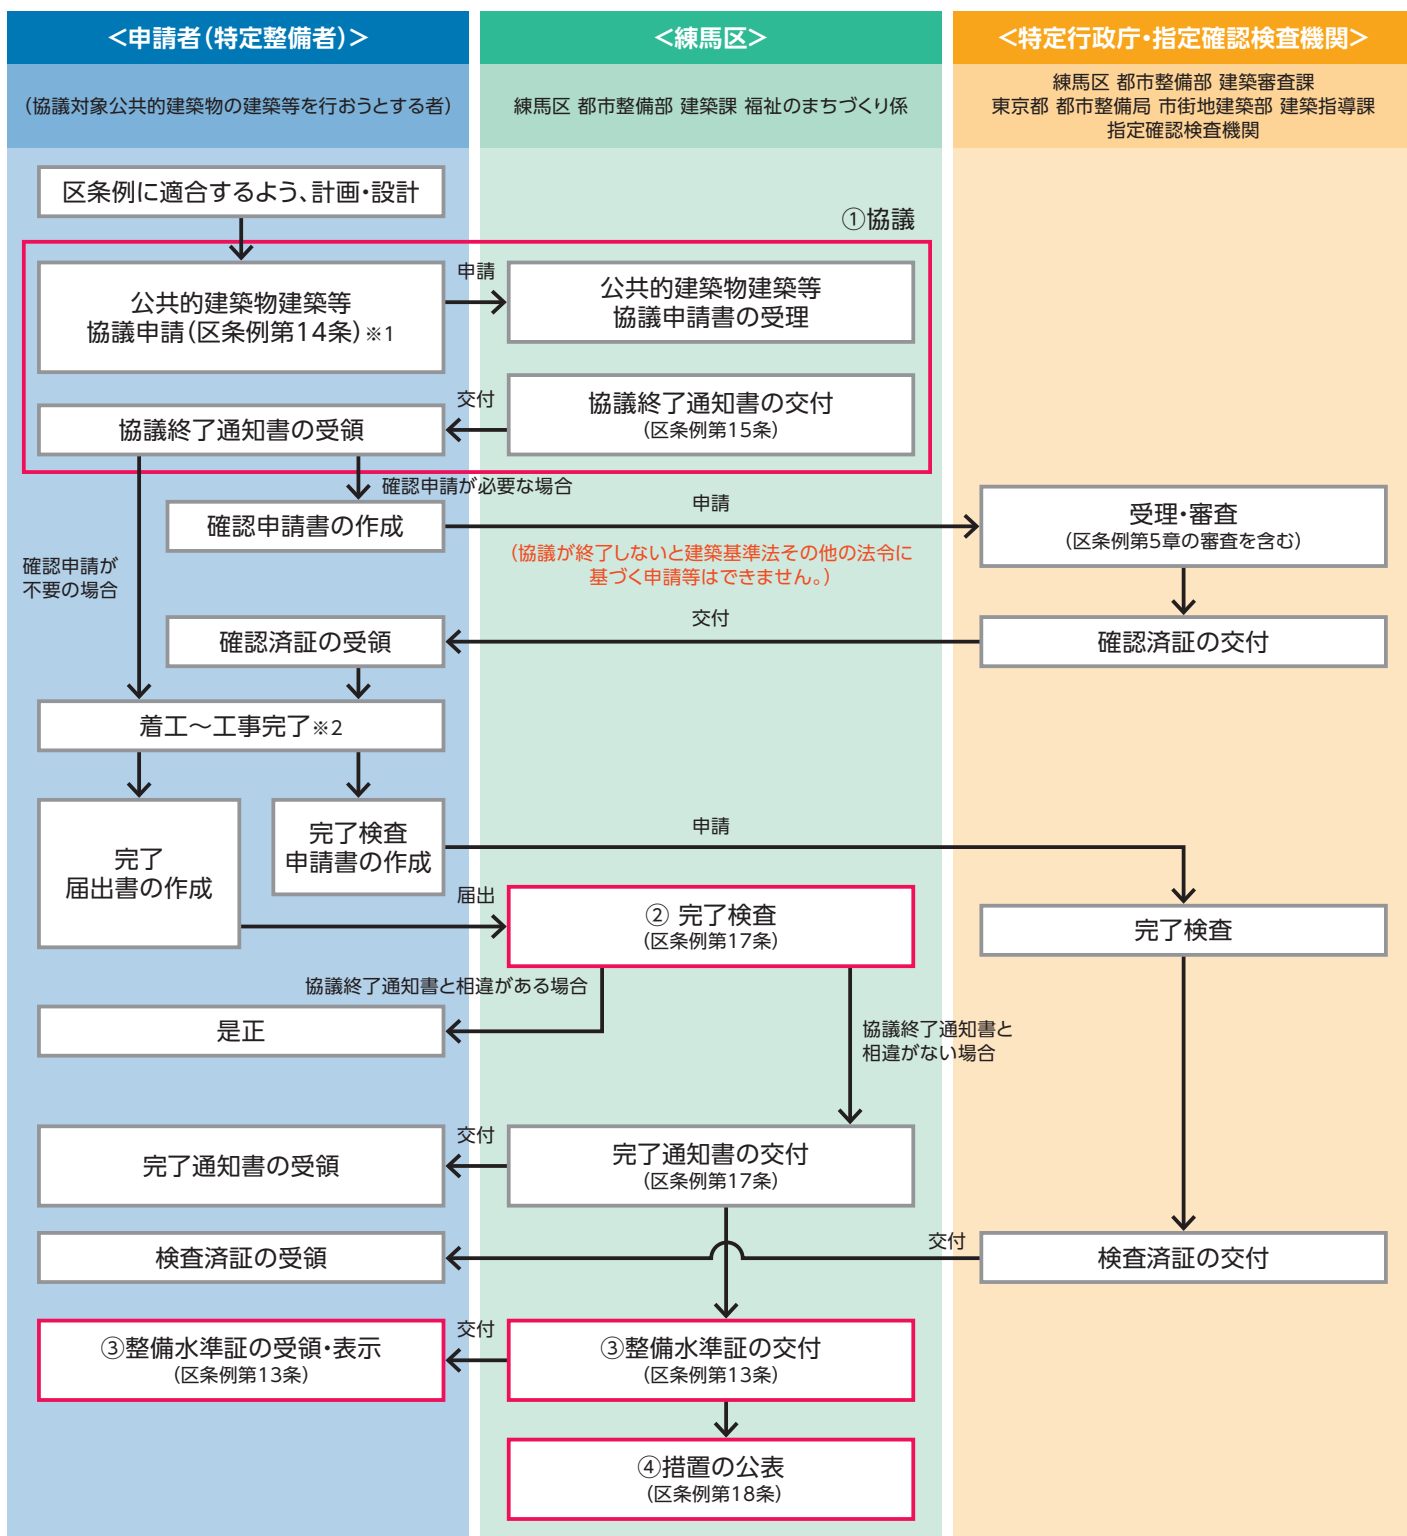 ＜申請者（特定整備者）＞
（協議対象公共的建築物の建築等を行おうとする者）
＜練馬区＞
練馬区 都市整備部 建築課 福祉のまちづくり係
＜特定行政庁・指定確認検査機関＞
練馬区 都市整備部 建築審査課
東京都 都市整備局 市街地建築部 建築指導課
指定確認検査機関
区条例に適合するよう、計画・設計
①協議
公共的建築物建築等
協議申請（区条例第14条）※1
申請
公共的建築物建築等
協議申請書の受理
協議終了通知書の交付
（区条例第15条）
交付
協議終了通知書の受領
確認申請が必要な場合
確認申請が
不要の場合
確認申請書の作成
申請
（協議が終了しないと建築基準法その他の法令に
基づく申請等はできません。）
受理・審査
（区条例第5章の審査を含む）
確認済証の交付
交付
確認済証の受領
着工～工事完了※2
完了
届出書の作成
完了検査
申請書の作成
申請
届出
② 完了検査
（区条例第17条）
完了検査
協議終了通知書と相違がある場合
是正
協議終了通知書と
相違がない場合
完了通知書の交付
（区条例第17条）
交付
完了通知書の受領
検査済証の交付
交付
検査済証の受領
③整備水準証の交付
（区条例第13条）
交付
③整備水準証の受領・表示
（区条例第13条）
④措置の公表
（区条例第18条）